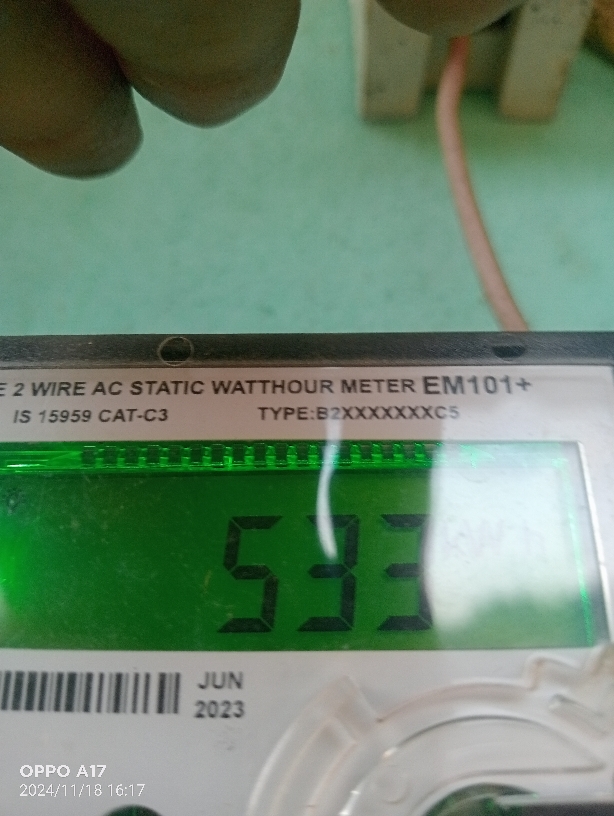 E 2 WIRE AC STATIC WATTHOUR METER EM101+
IS 15959 CAT-C3 TYPE:B2XXXXXXXC5
533 kWh
JUN
2023
OPPO A17
2024/11/18 16:17